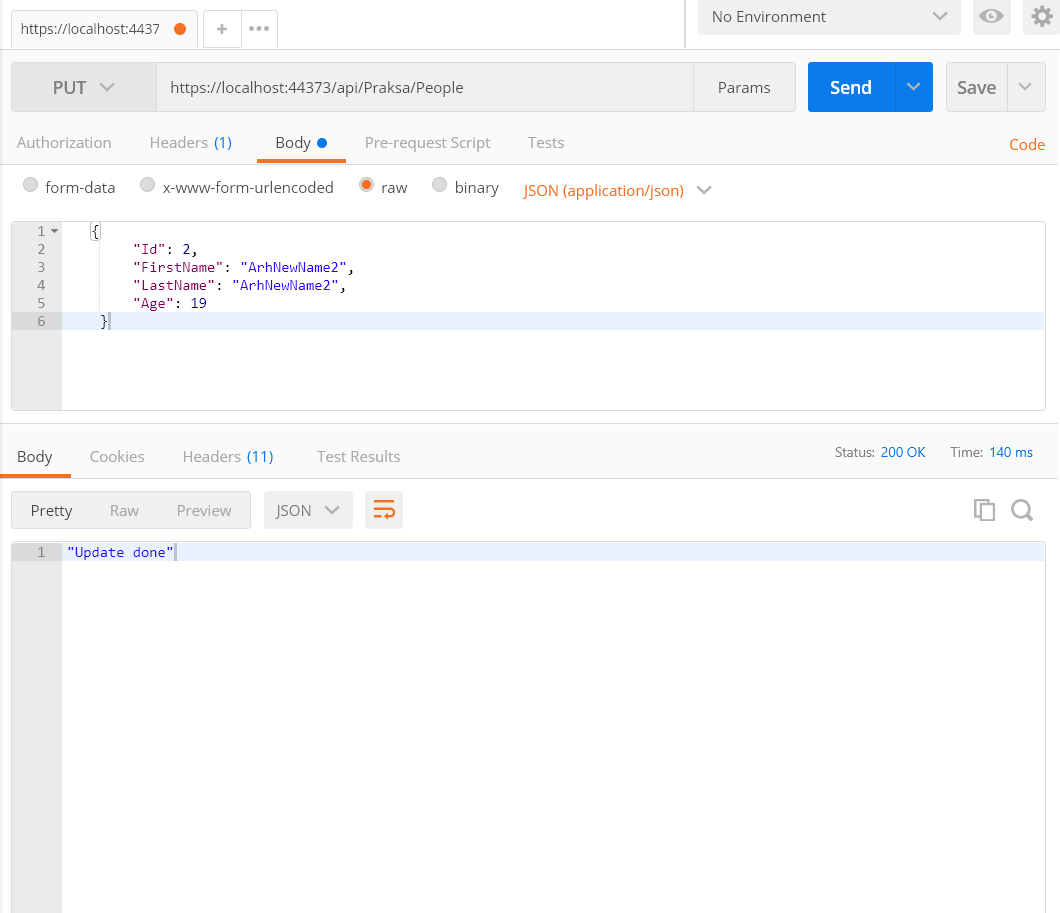 https://localhost:4437 + ••• No Environment
PUT https://localhost:44373/api/Praksa/People Params Send Save
Authorization Headers (1) Body Pre-request Script Tests Code
form-data x-www-form-urlencoded raw binary JSON (application/json)
1 {
2 "Id": 2,
3 "FirstName": "ArhNewName2",
4 "LastName": "ArhNewName2",
5 "Age": 19
6 }
Body Cookies Headers (11) Test Results Status: 200 OK Time: 140 ms
Pretty Raw Preview JSON
1 "Update done"